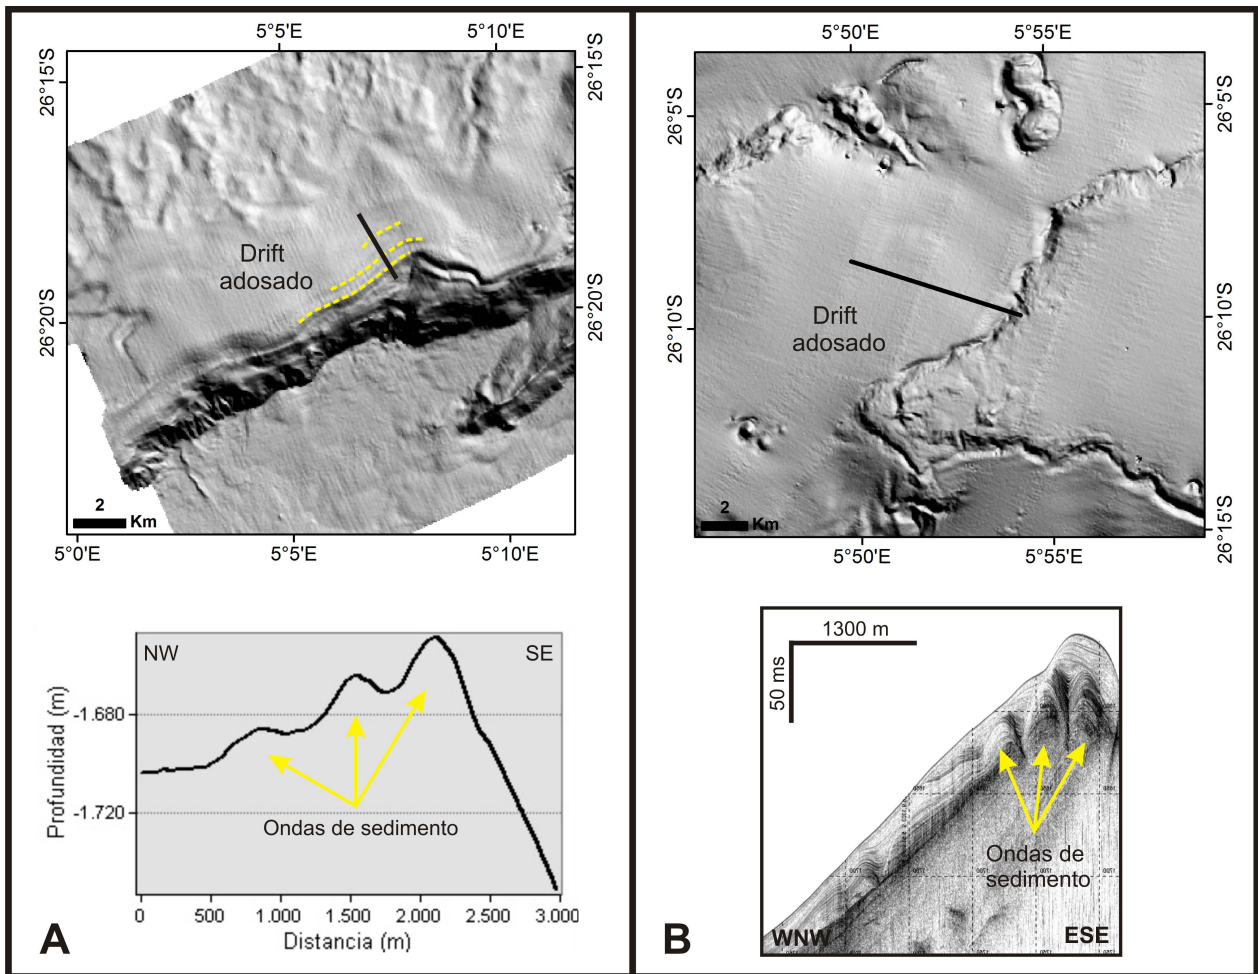 5°5'E
5°10'E
26°15'S
26°15'S
Drift
adosado
26°20'S
26°20'S
2
Km
5°0'E
5°5'E
5°10'E
NW
SE
Profundidad (m)
-1.680
-1.720
Ondas de sedimento
0
500
1.000
1.500
2.000
2.500
3.000
Distancia (m)
A
5°50'E
5°55'E
26°5'S
26°5'S
26°10'S
26°10'S
Drift
adosado
2
Km
26°15'S
5°50'E
5°55'E
1300 m
50 ms
Ondas de
sedimento
WNW
ESE
B